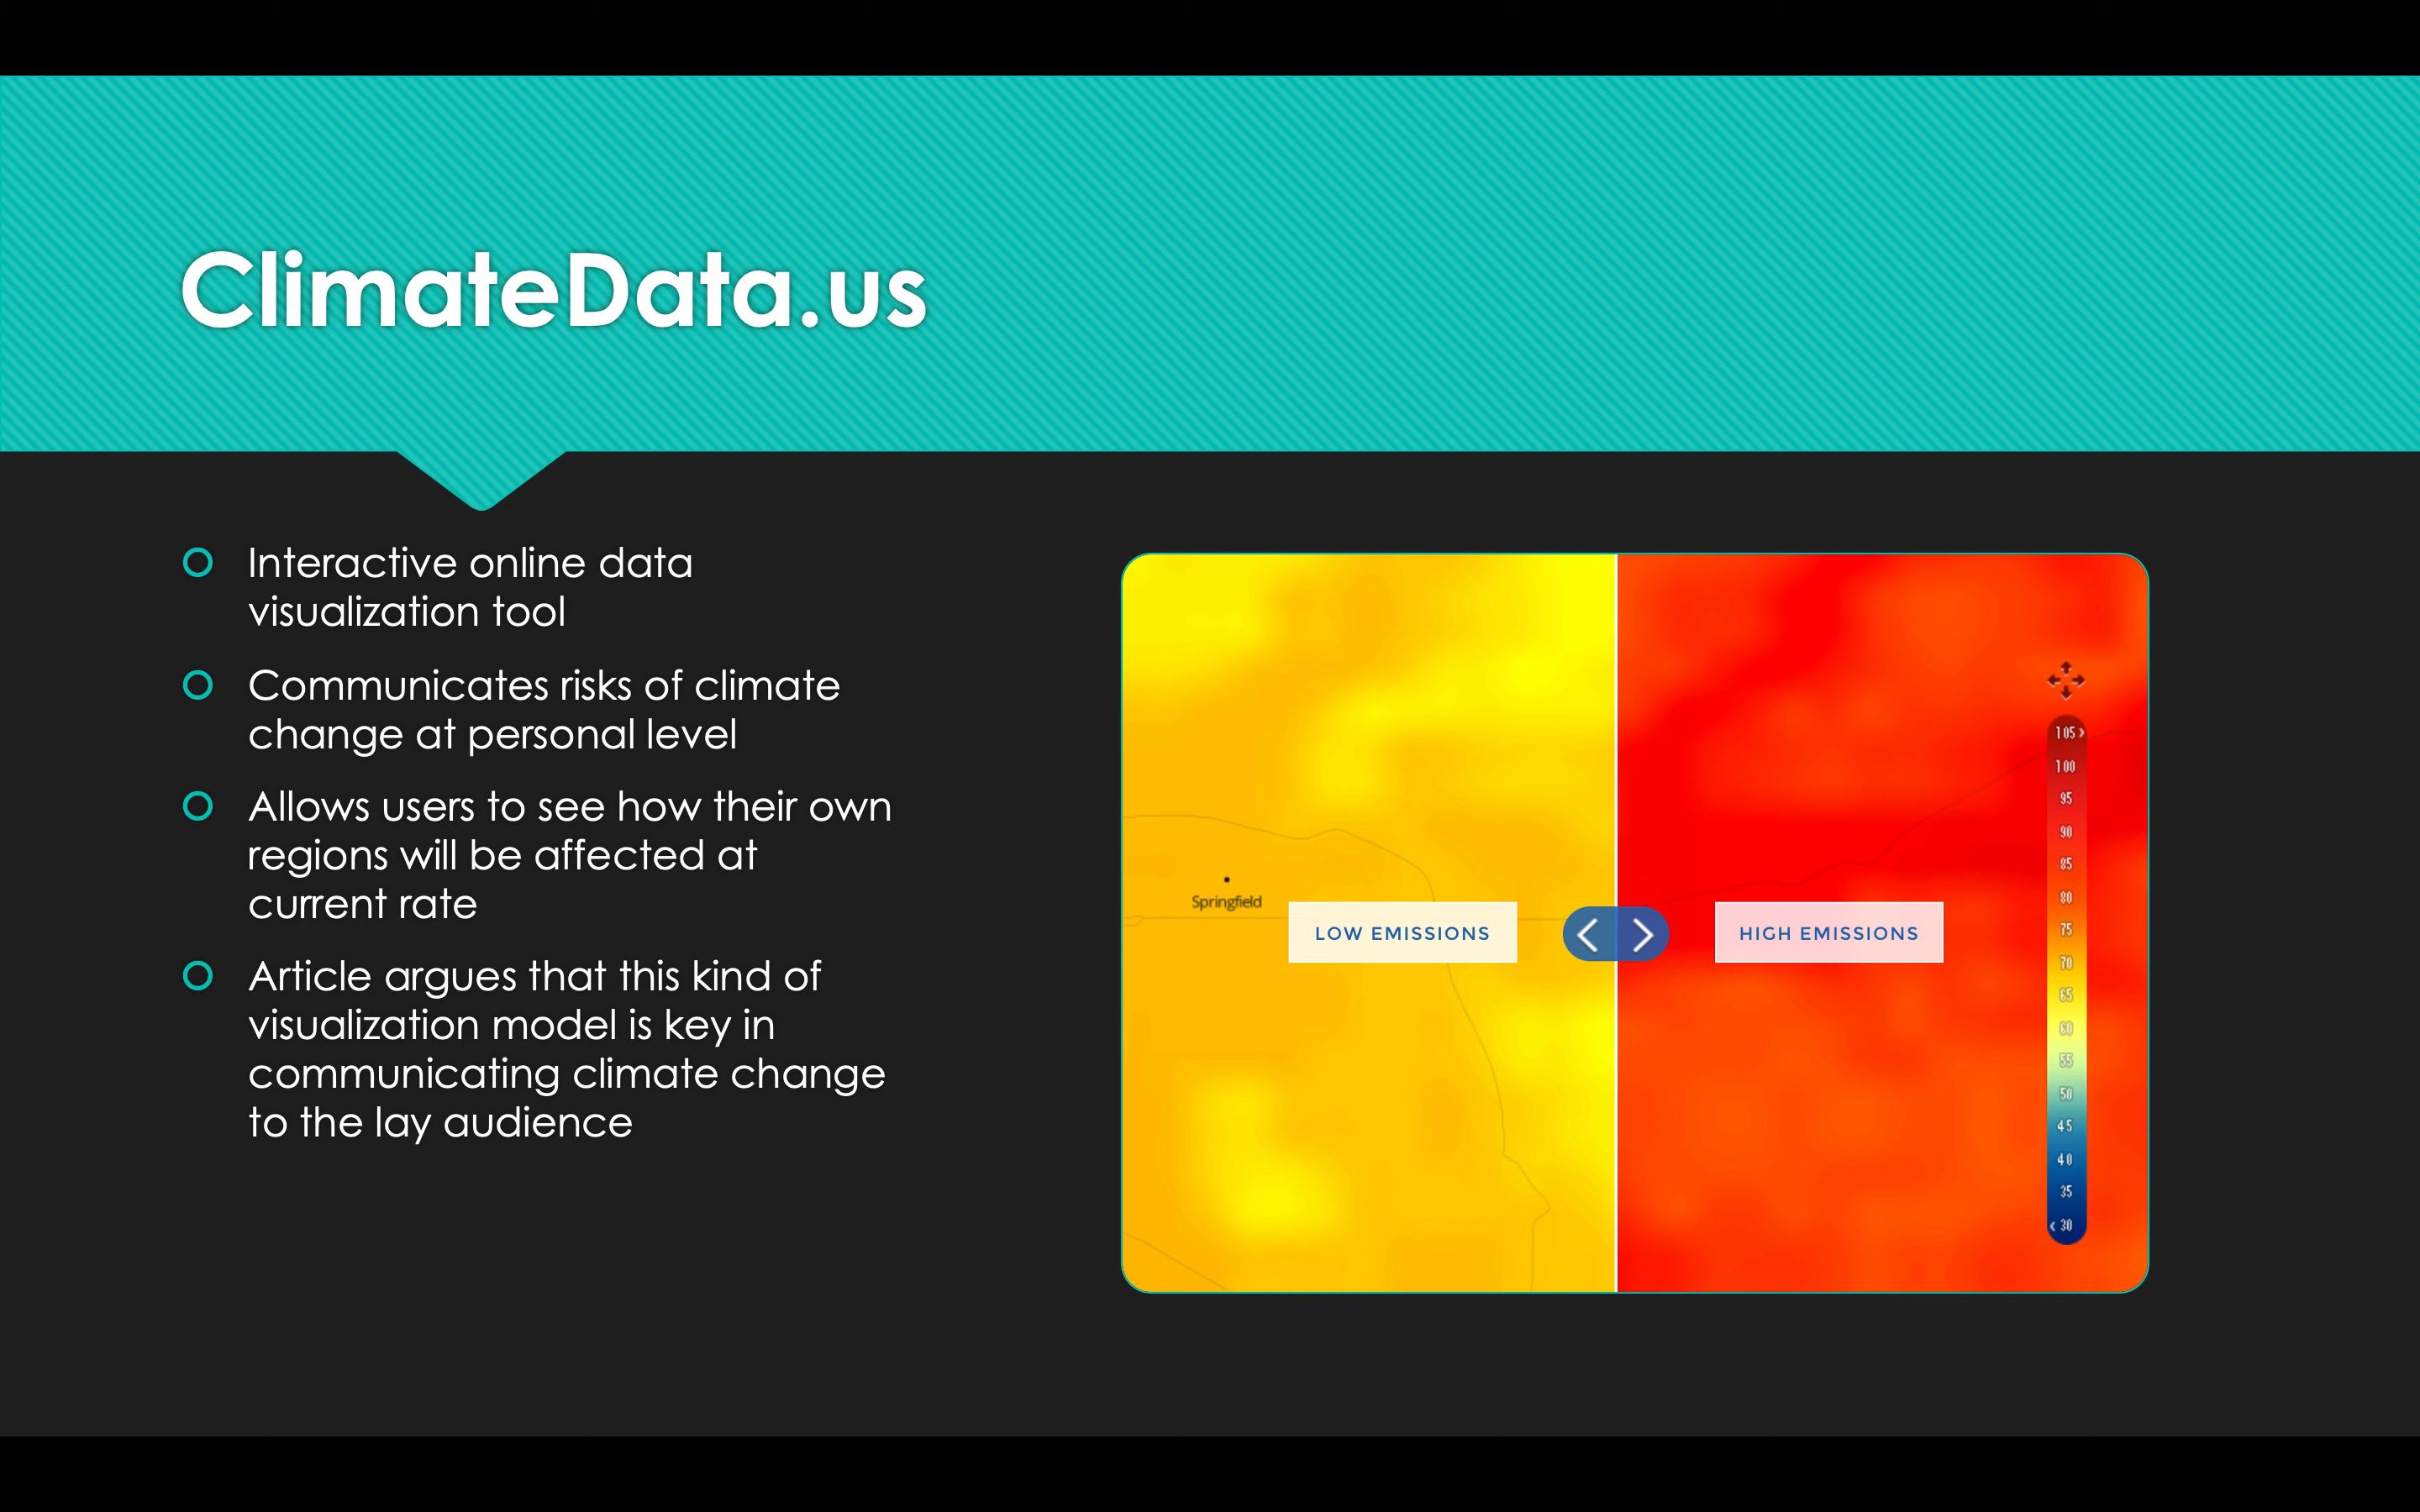 ClimateData.us
Interactive online data
visualization tool
Communicates risks of climate
change at personal level
Allows users to see how their own
regions will be affected at
current rate
Article argues that this kind of
visualization model is key in
communicating climate change
to the lay audience
Springfield
LOW EMISSIONS
HIGH EMISSIONS
105 ›
100
95
90
85
80
75
70
65
60
55
50
45
40
35
‹ 30